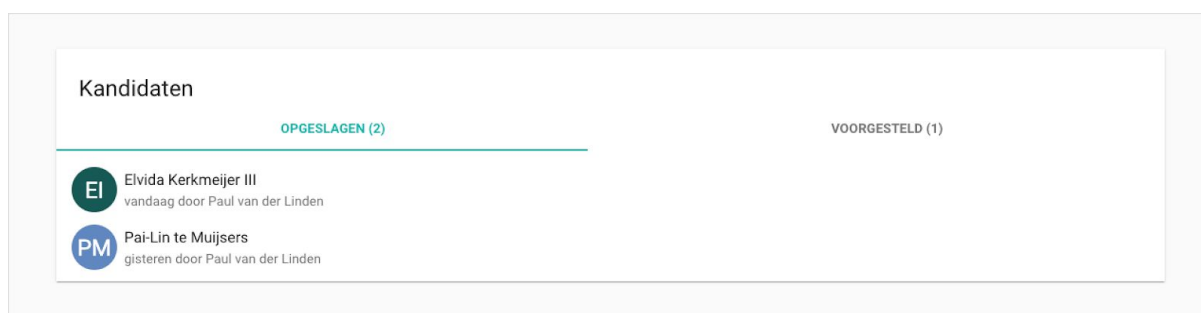 Kandidaten
OPGESLAGEN (2) VOORGESTELD (1)
EI
Elvida Kerkmeijer III
vandaag door Paul van der Linden
PM
Pai-Lin te Muijsers
gisteren door Paul van der Linden